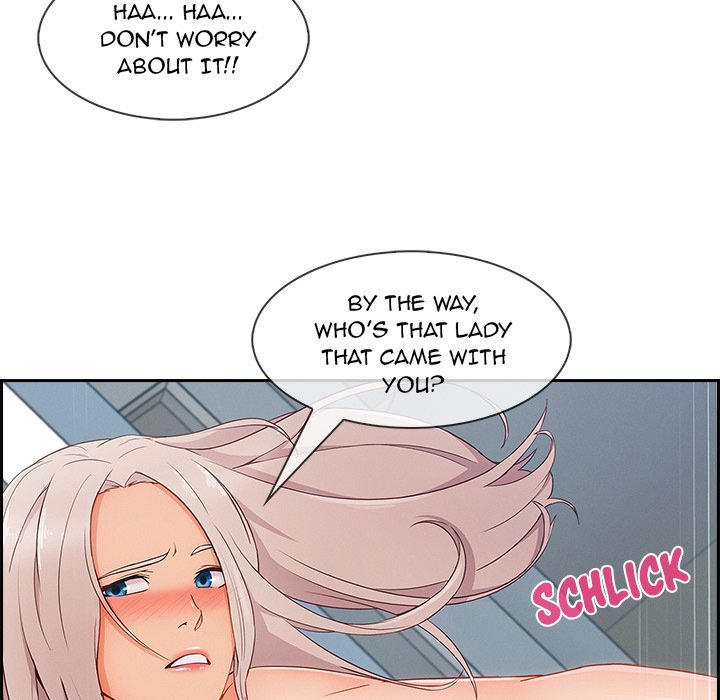 HAA... HAA...
DON'T WORRY
ABOUT IT!!
BY THE WAY,
WHO'S THAT LADY
THAT CAME WITH
YOU?
SCHLICK